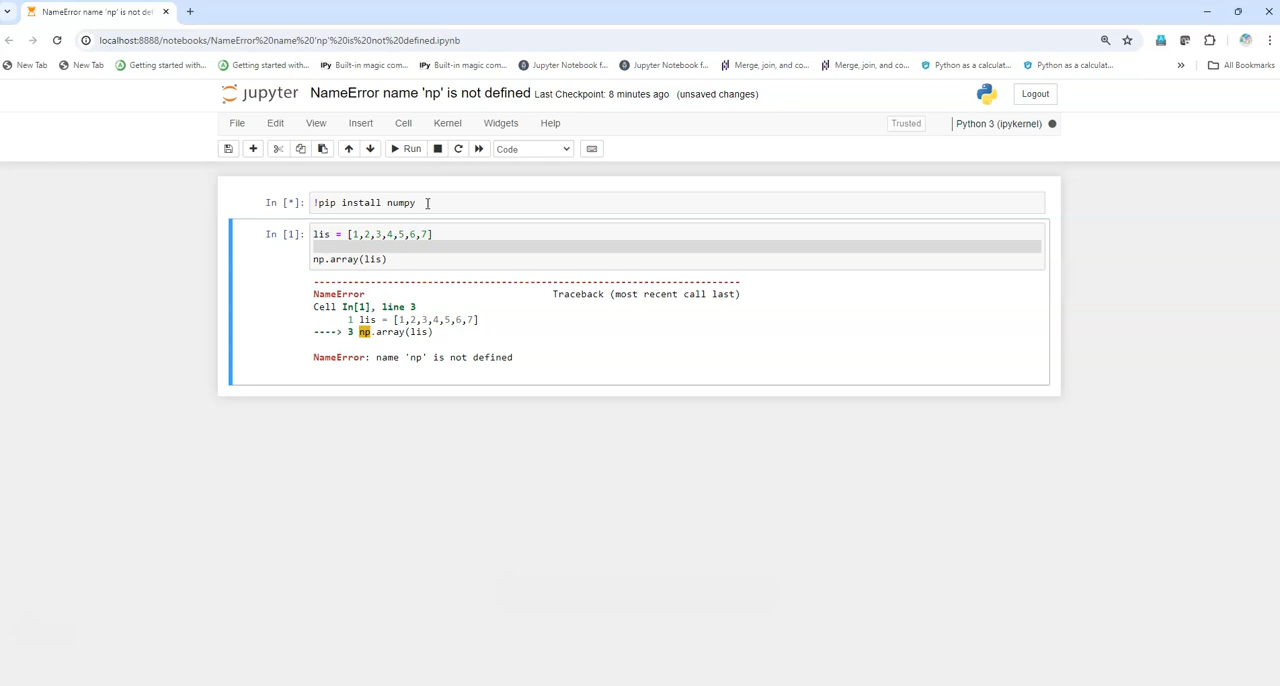 NameError name 'np' is not def
localhost:8888/notebooks/NameError%20name%20'np'%20is%20not%20defined.ipynb
New Tab
New Tab
Getting started with...
Getting started with...
IPy Built-in magic com...
IPy Built-in magic com...
Jupyter Notebook f...
Jupyter Notebook f...
Merge, join, and co...
Merge, join, and co...
Python as a calculat...
Python as a calculat...
»
All Bookmarks
jupyter NameError name 'np' is not defined Last Checkpoint: 8 minutes ago (unsaved changes)
Logout
File Edit View Insert Cell Kernel Widgets Help
Trusted
Python 3 (ipykernel)
Run
Code
In [*]: !pip install numpy
In [1]: lis = [1,2,3,4,5,6,7]
np.array(lis)
---------------------------------------------------------------------------
NameError Traceback (most recent call last)
Cell In[1], line 3
1 lis = [1,2,3,4,5,6,7]
----> 3 np.array(lis)
NameError: name 'np' is not defined